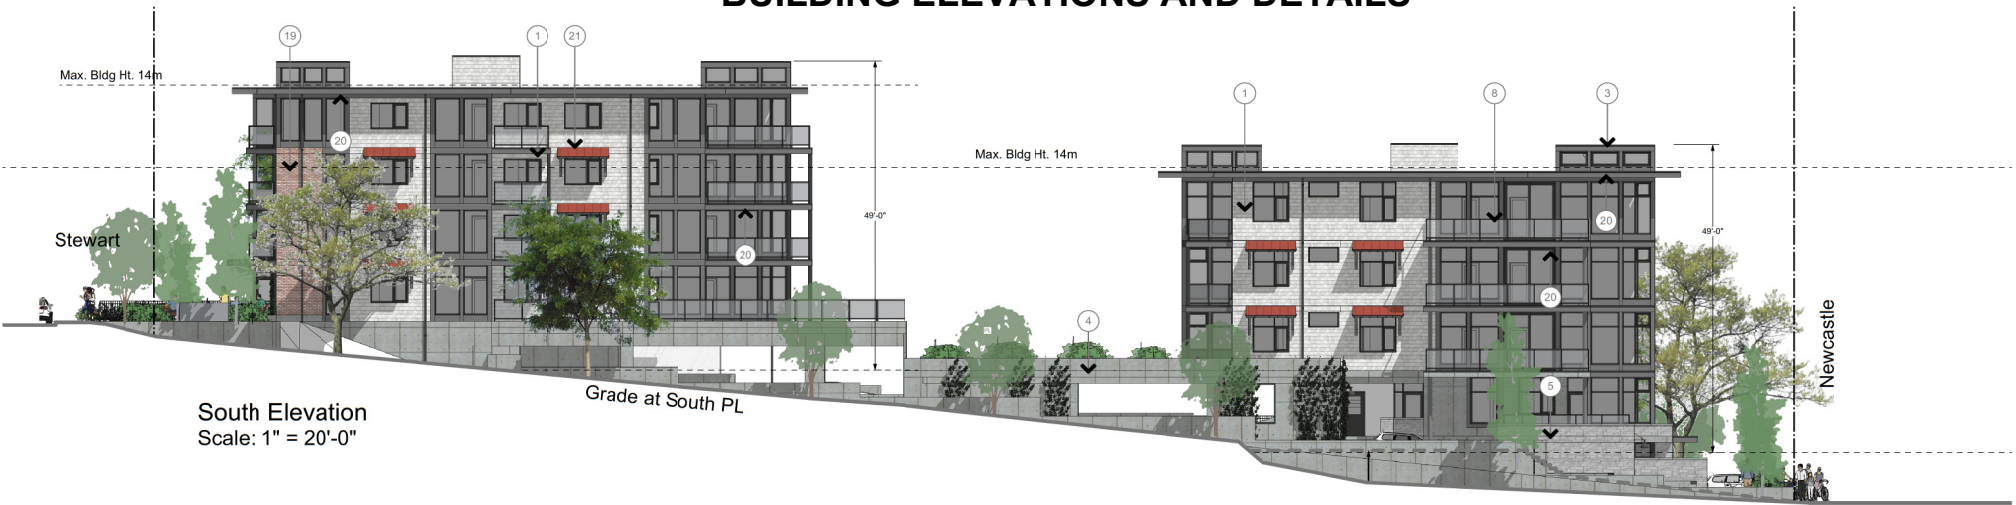 BUILDING ELEVATIONS AND DETAILS
19
1
21
Max. Bldg Ht. 14m
20
1
8
3
Max. Bldg Ht. 14m
49'-0"
20
49'-0"
Stewart
20
20
Newcastle
4
PL
5
Grade at South PL
South Elevation
Scale: 1" = 20'-0"